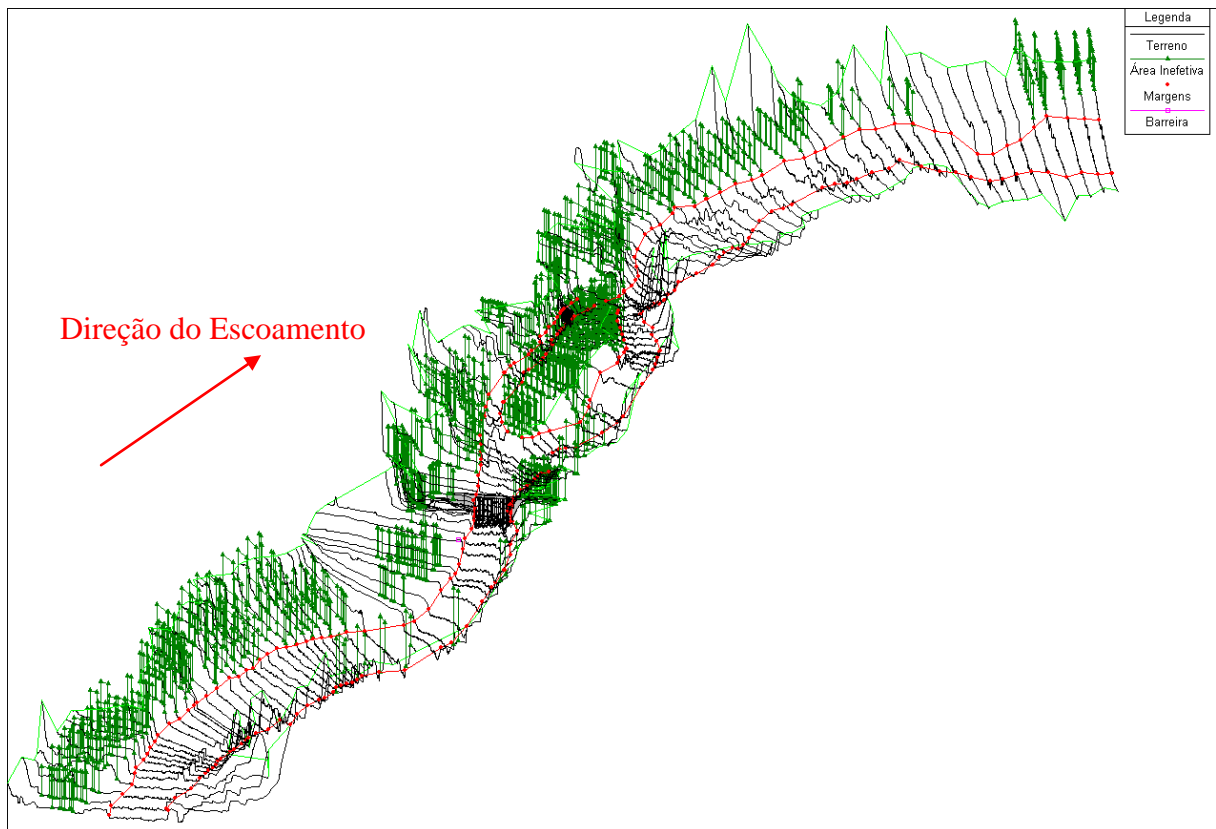 Legenda
Terreno
Área Inefetiva
Margens
Barreira
Direção do Escoamento